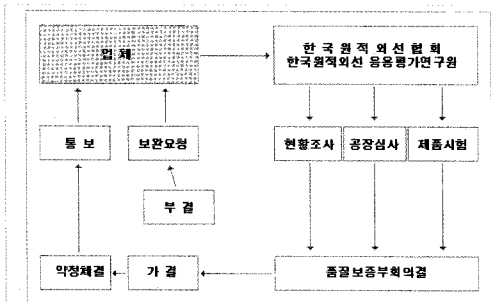 업 체
한 국 원 적 외 선 협 회
한국원적외선 응용평가연구원
통 보
보완요청
현황조사
공장심사
제품시험
부 결
약정체결
가 결
품질보증부회의결